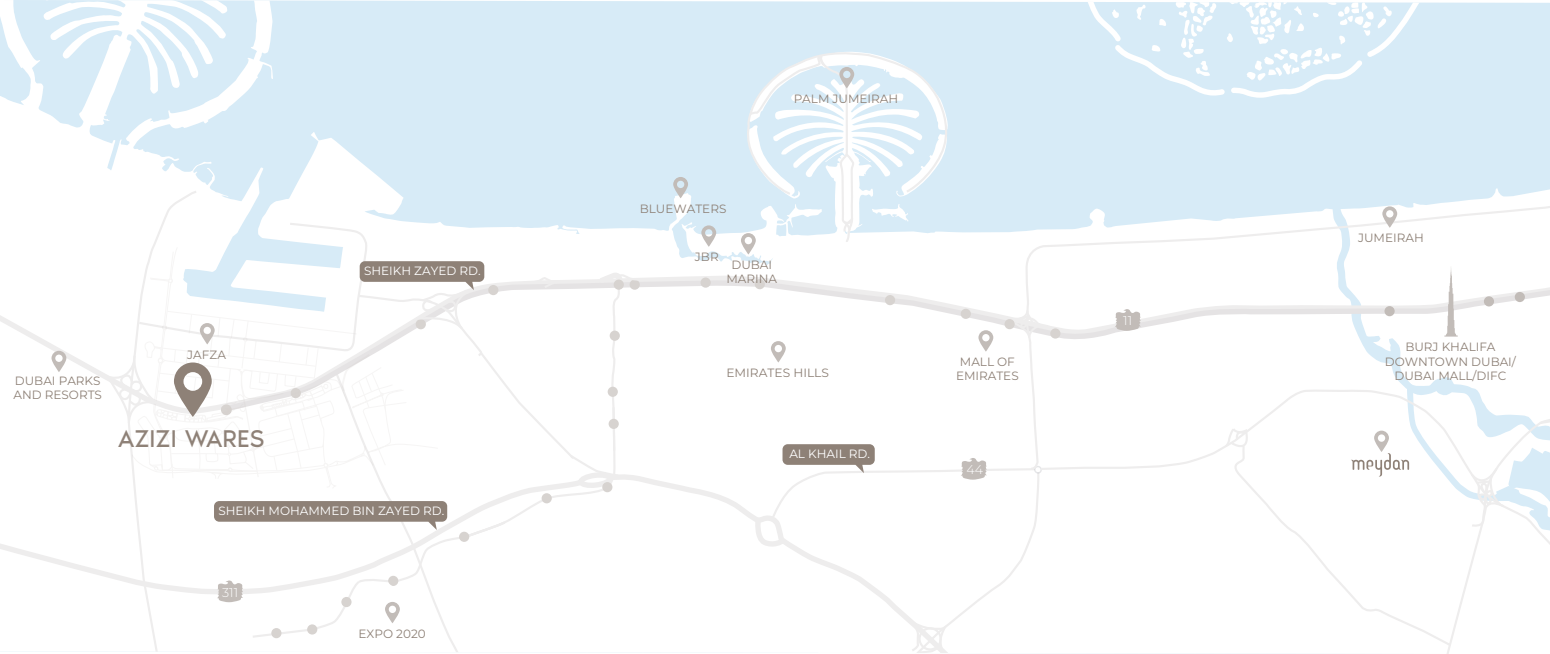 PALM JUMEIRAH
BLUEWATERS
JBR
DUBAI
MARINA
JUMEIRAH
SHEIKH ZAYED RD.
11
JAFZA
DUBAI PARKS
AND RESORTS
EMIRATES HILLS
MALL OF
EMIRATES
BURJ KHALIFA
DOWNTOWN DUBAI/
DUBAI MALL/DIFC
AZIZI WARES
AL KHAIL RD.
44
meydan
SHEIKH MOHAMMED BIN ZAYED RD.
311
EXPO 2020